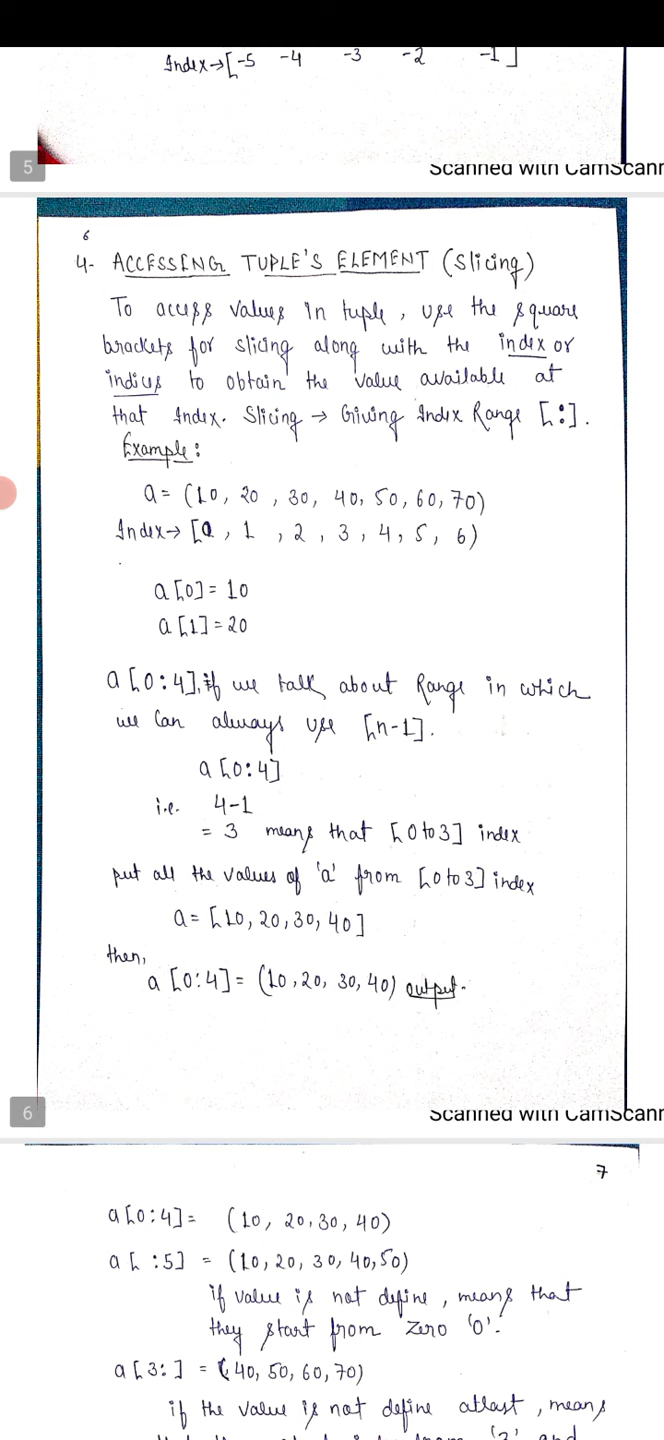 Index→[-5 -4 -3 -2 -1]
5
Scanned with CamScann
6
4- ACCESSING TUPLE'S ELEMENT (Slicing)
To access values in tuple, use the square
brackets for slicing along with the index or
indices to obtain the value available at
that Index. Slicing → Giving Index Range [:].
Example:
a = (10, 20, 30, 40, 50, 60, 70)
Index→ [0, 1, 2, 3, 4, 5, 6)
a[0] = 10
a[1] = 20
a[0:4], if we talk about Range in which
we can always use [n-1].
a[0:4]
i.e. 4-1
= 3 means that [0 to 3] index
put all the values of 'a' from [0 to 3] index
a = [10, 20, 30, 40]
then,
a[0:4] = (10, 20, 30, 40) output.
6
Scanned with CamScann
7
a[0:4] = (10, 20, 30, 40)
a[ :5] = (10, 20, 30, 40, 50)
if value is not define, means that
they start from zero '0'.
a[3:] = (40, 50, 60, 70)
if the value is not define atlast, means